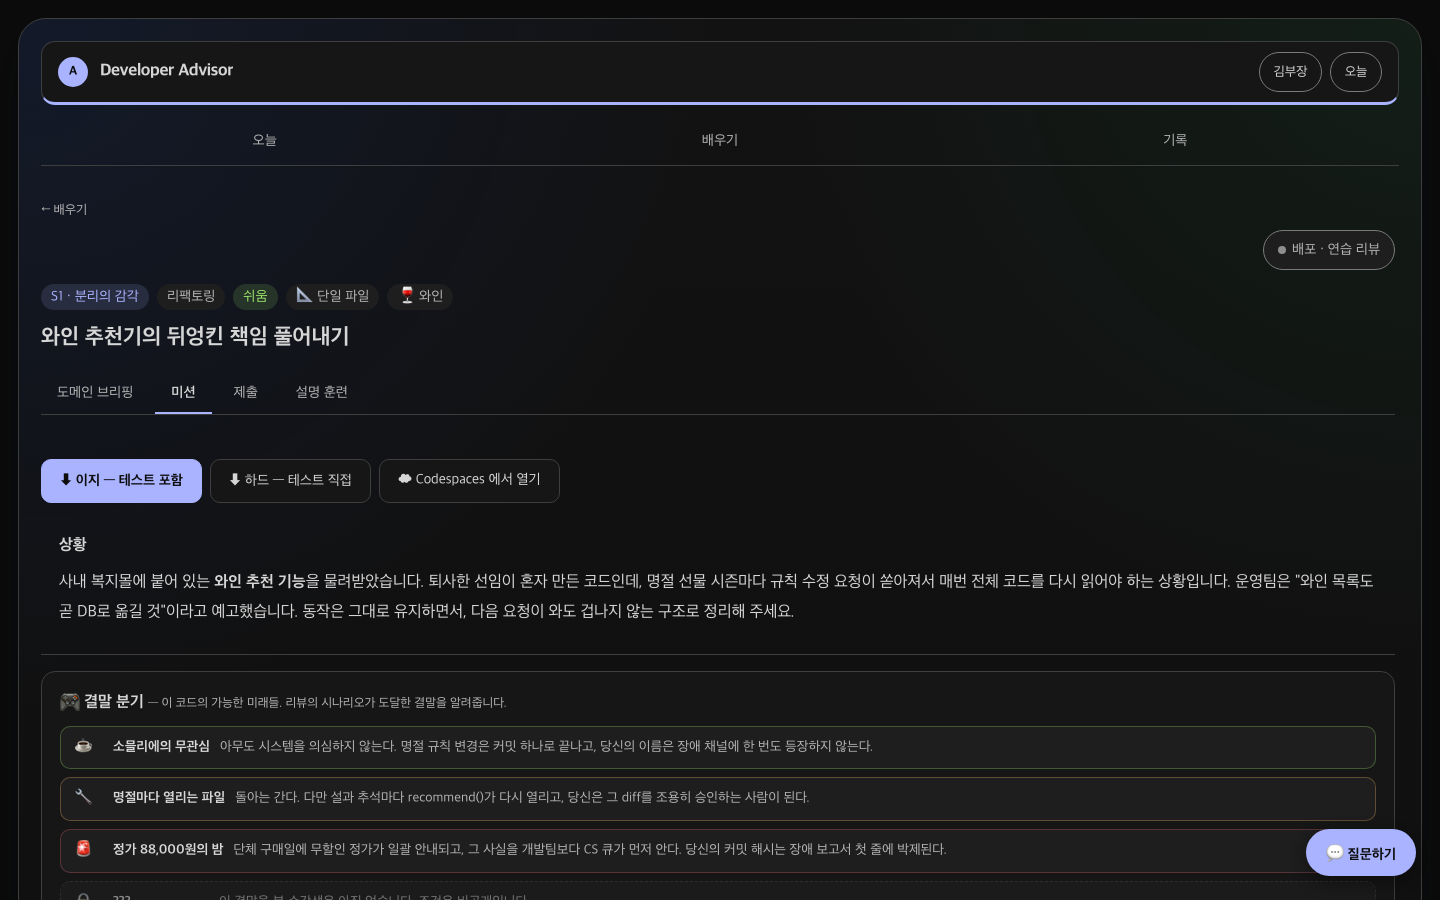 A Developer Advisor 김부장 오늘
오늘 배우기 기록
← 배우기
배포 · 연습 리뷰
S1 · 분리의 감각 리팩토링 쉬움 📐 단일 파일 🍷 와인
와인 추천기의 뒤엉킨 책임 풀어내기
도메인 브리핑 미션 제출 설명 훈련
⬇ 이지 — 테스트 포함 ⬇ 하드 — 테스트 직접 ☁ Codespaces 에서 열기
상황
사내 복지몰에 붙어 있는 와인 추천 기능을 물려받았습니다. 퇴사한 선임이 혼자 만든 코드인데, 명절 선물 시즌마다 규칙 수정 요청이 쏟아져서 매번 전체 코드를 다시 읽어야 하는 상황입니다. 운영팀은 "와인 목록도
곧 DB로 옮길 것"이라고 예고했습니다. 동작은 그대로 유지하면서, 다음 요청이 와도 겁나지 않는 구조로 정리해 주세요.
🎮 결말 분기 — 이 코드의 가능한 미래들. 리뷰의 시나리오가 도달한 결말을 알려줍니다.
☕ 소믈리에의 무관심 아무도 시스템을 의심하지 않는다. 명절 규칙 변경은 커밋 하나로 끝나고, 당신의 이름은 장애 채널에 한 번도 등장하지 않는다.
🔧 명절마다 열리는 파일 돌아는 간다. 다만 설과 추석마다 recommend()가 다시 열리고, 당신은 그 diff를 조용히 승인하는 사람이 된다.
🚨 정가 88,000원의 밤 단체 구매일에 무할인 정가가 일괄 안내되고, 그 사실을 개발팀보다 CS 큐가 먼저 안다. 당신의 커밋 해시는 장애 보고서 첫 줄에 박제된다.
💬 질문하기